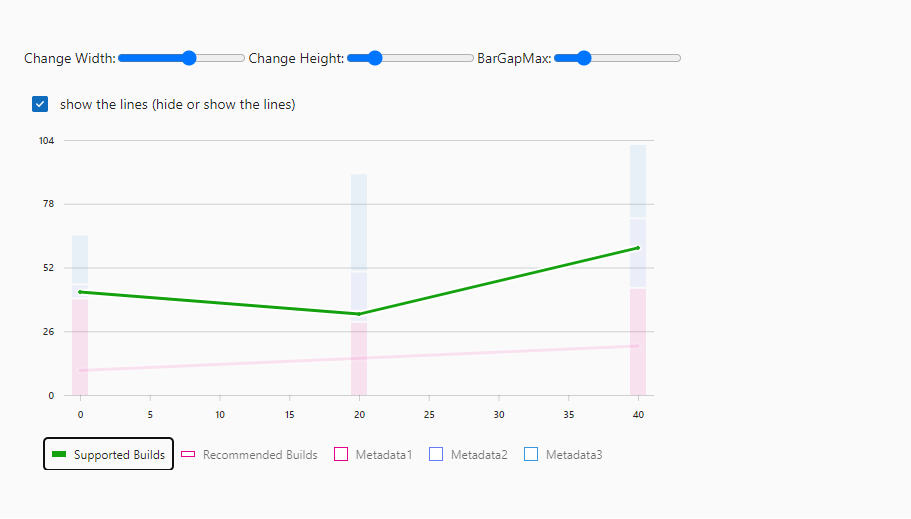 Change Width: Change Height: BarGapMax:
show the lines (hide or show the lines)
104
78
52
26
0
0 5 10 15 20 25 30 35 40
Supported Builds Recommended Builds Metadata1 Metadata2 Metadata3